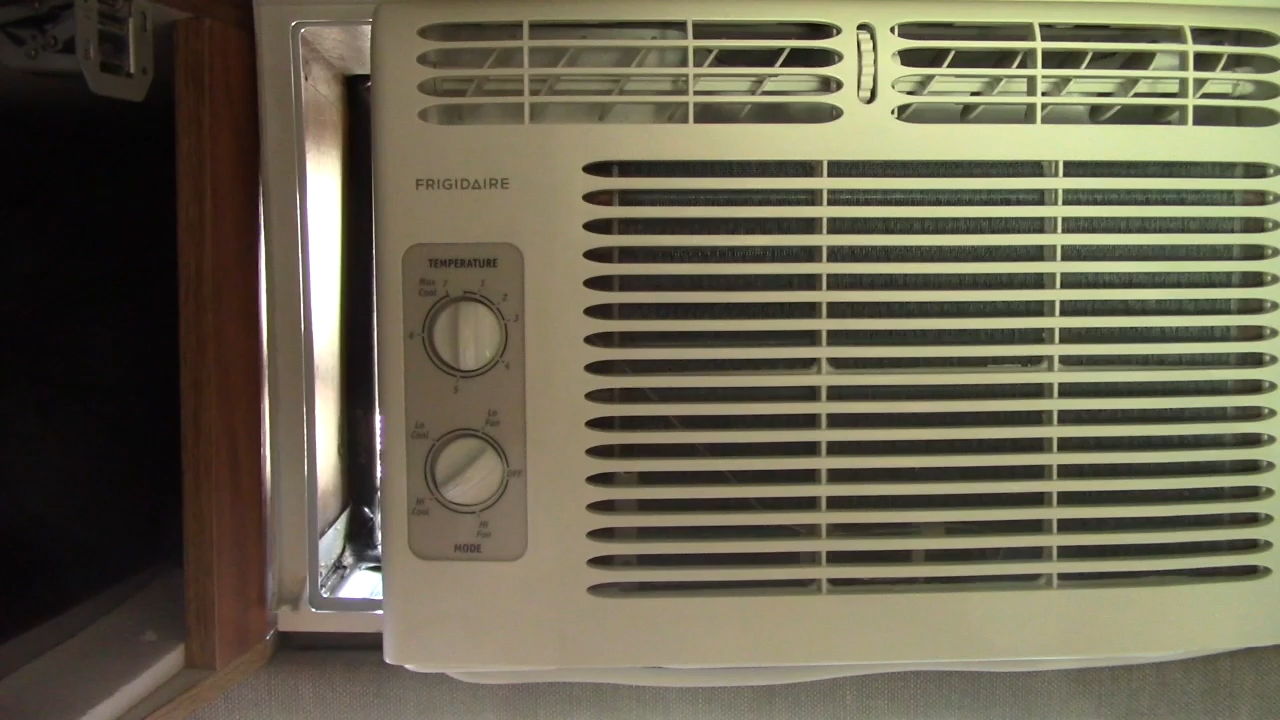 FRIGIDAIRE
TEMPERATURE
Max
Cool
7
1
2
3
4
5
6
Lo
Fan
Lo
Cool
OFF
Hi
Cool
Hi
Fan
MODE